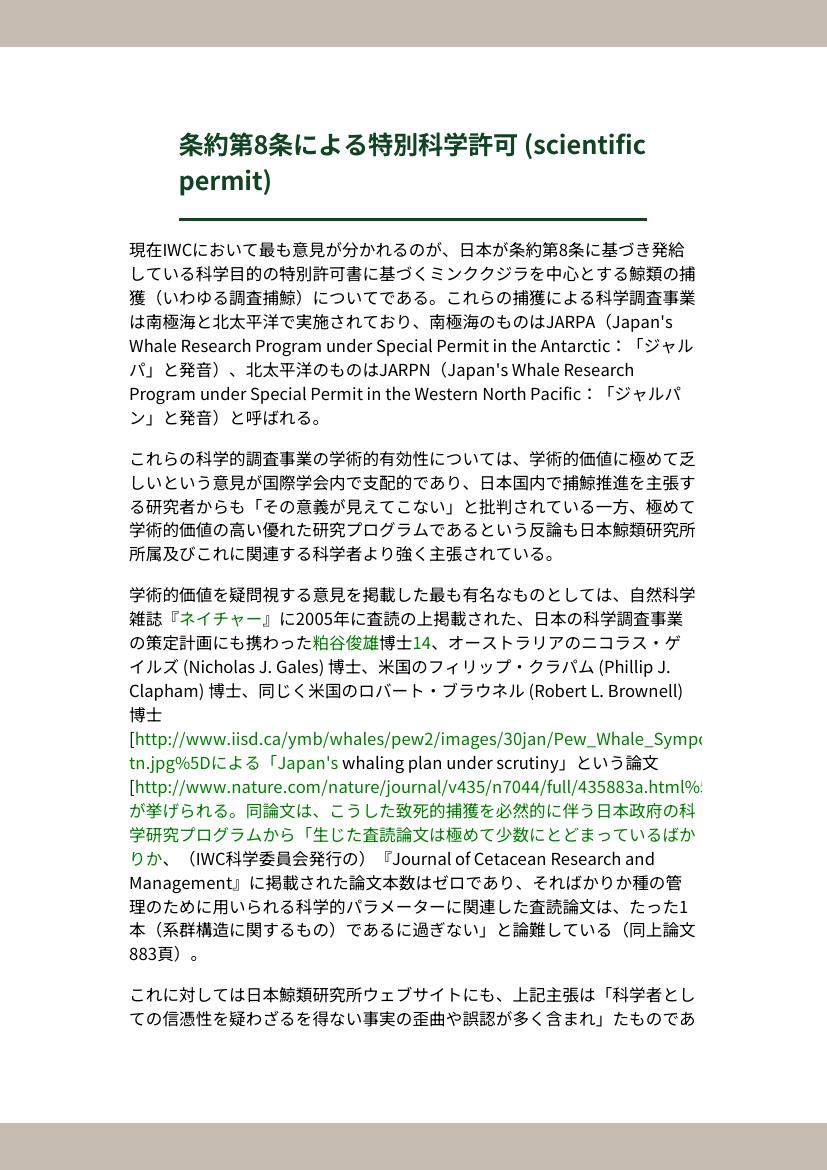 条約第8条による特別科学許可 (scientific
permit)
現在IWCにおいて最も意見が分かれるのが、日本が条約第8条に基づき発給
している科学目的の特別許可書に基づくミンククジラを中心とする鯨類の捕
獲（いわゆる調査捕鯨）についてである。これらの捕獲による科学調査事業
は南極海と北太平洋で実施されており、南極海のものはJARPA（Japan's
Whale Research Program under Special Permit in the Antarctic：「ジャル
パ」と発音）、北太平洋のものはJARPN（Japan's Whale Research
Program under Special Permit in the Western North Pacific：「ジャルパ
ン」と発音）と呼ばれる。
これらの科学的調査事業の学術的有効性については、学術的価値に極めて乏
しいという意見が国際学会内で支配的であり、日本国内で捕鯨推進を主張す
る研究者からも「その意義が見えてこない」と批判されている一方、極めて
学術的価値の高い優れた研究プログラムであるという反論も日本鯨類研究所
所属及びこれに関連する科学者より強く主張されている。
学術的価値を疑問視する意見を掲載した最も有名なものとしては、自然科学
雑誌『ネイチャー』に2005年に査読の上掲載された、日本の科学調査事業
の策定計画にも携わった粕谷俊雄博士14、オーストラリアのニコラス・ゲ
イルズ (Nicholas J. Gales) 博士、米国のフィリップ・クラパム (Phillip J.
Clapham) 博士、同じく米国のロバート・ブラウネル (Robert L. Brownell)
博士
[http://www.iisd.ca/ymb/whales/pew2/images/30jan/Pew_Whale_Sympo
tn.jpg%5Dによる「Japan's whaling plan under scrutiny」という論文
[http://www.nature.com/nature/journal/v435/n7044/full/435883a.html%5
が挙げられる。同論文は、こうした致死的捕獲を必然的に伴う日本政府の科
学研究プログラムから「生じた査読論文は極めて少数にとどまっているばか
りか、（IWC科学委員会発行の）『Journal of Cetacean Research and
Management』に掲載された論文本数はゼロであり、そればかりか種の管
理のために用いられる科学的パラメーターに関連した査読論文は、たった1
本（系群構造に関するもの）であるに過ぎない」と論難している（同上論文
883頁）。
これに対しては日本鯨類研究所ウェブサイトにも、上記主張は「科学者とし
ての信憑性を疑わざるを得ない事実の歪曲や誤認が多く含まれ」たものであ